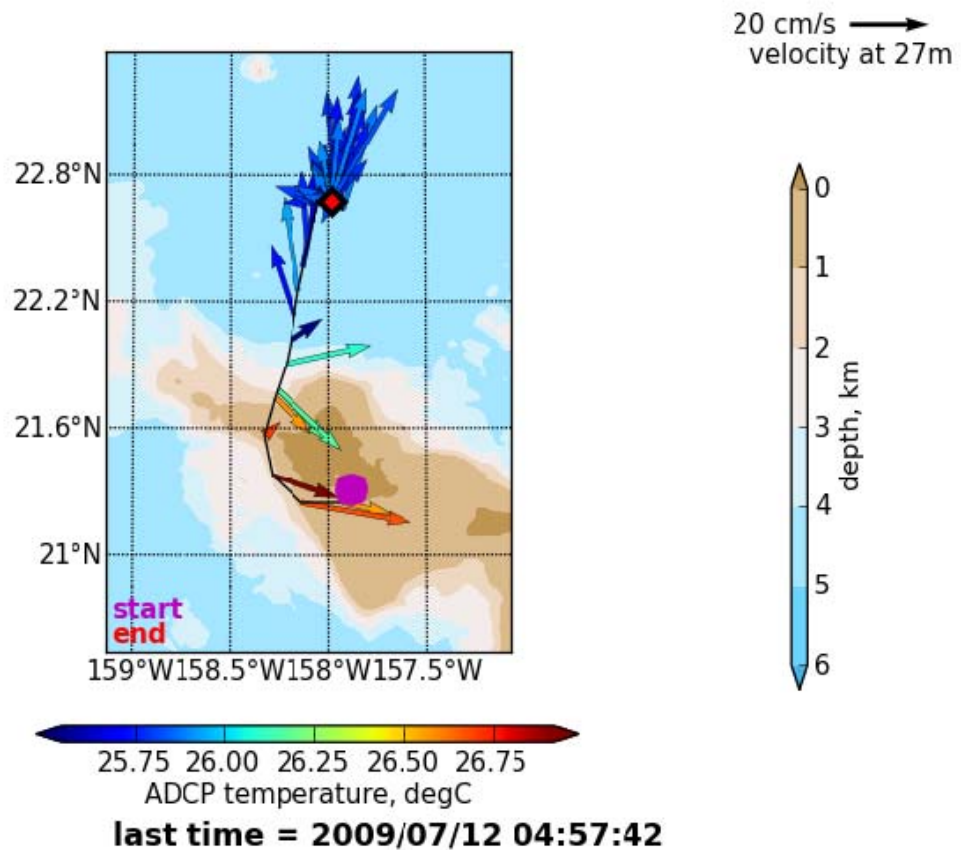 20 cm/s
velocity at 27m
22.8°N
22.2°N
21.6°N
21°N
start
end
159°W158.5°W158°W157.5°W
0
1
2
3
4
5
6
depth, km
25.75 26.00 26.25 26.50 26.75
ADCP temperature, degC
last time = 2009/07/12 04:57:42